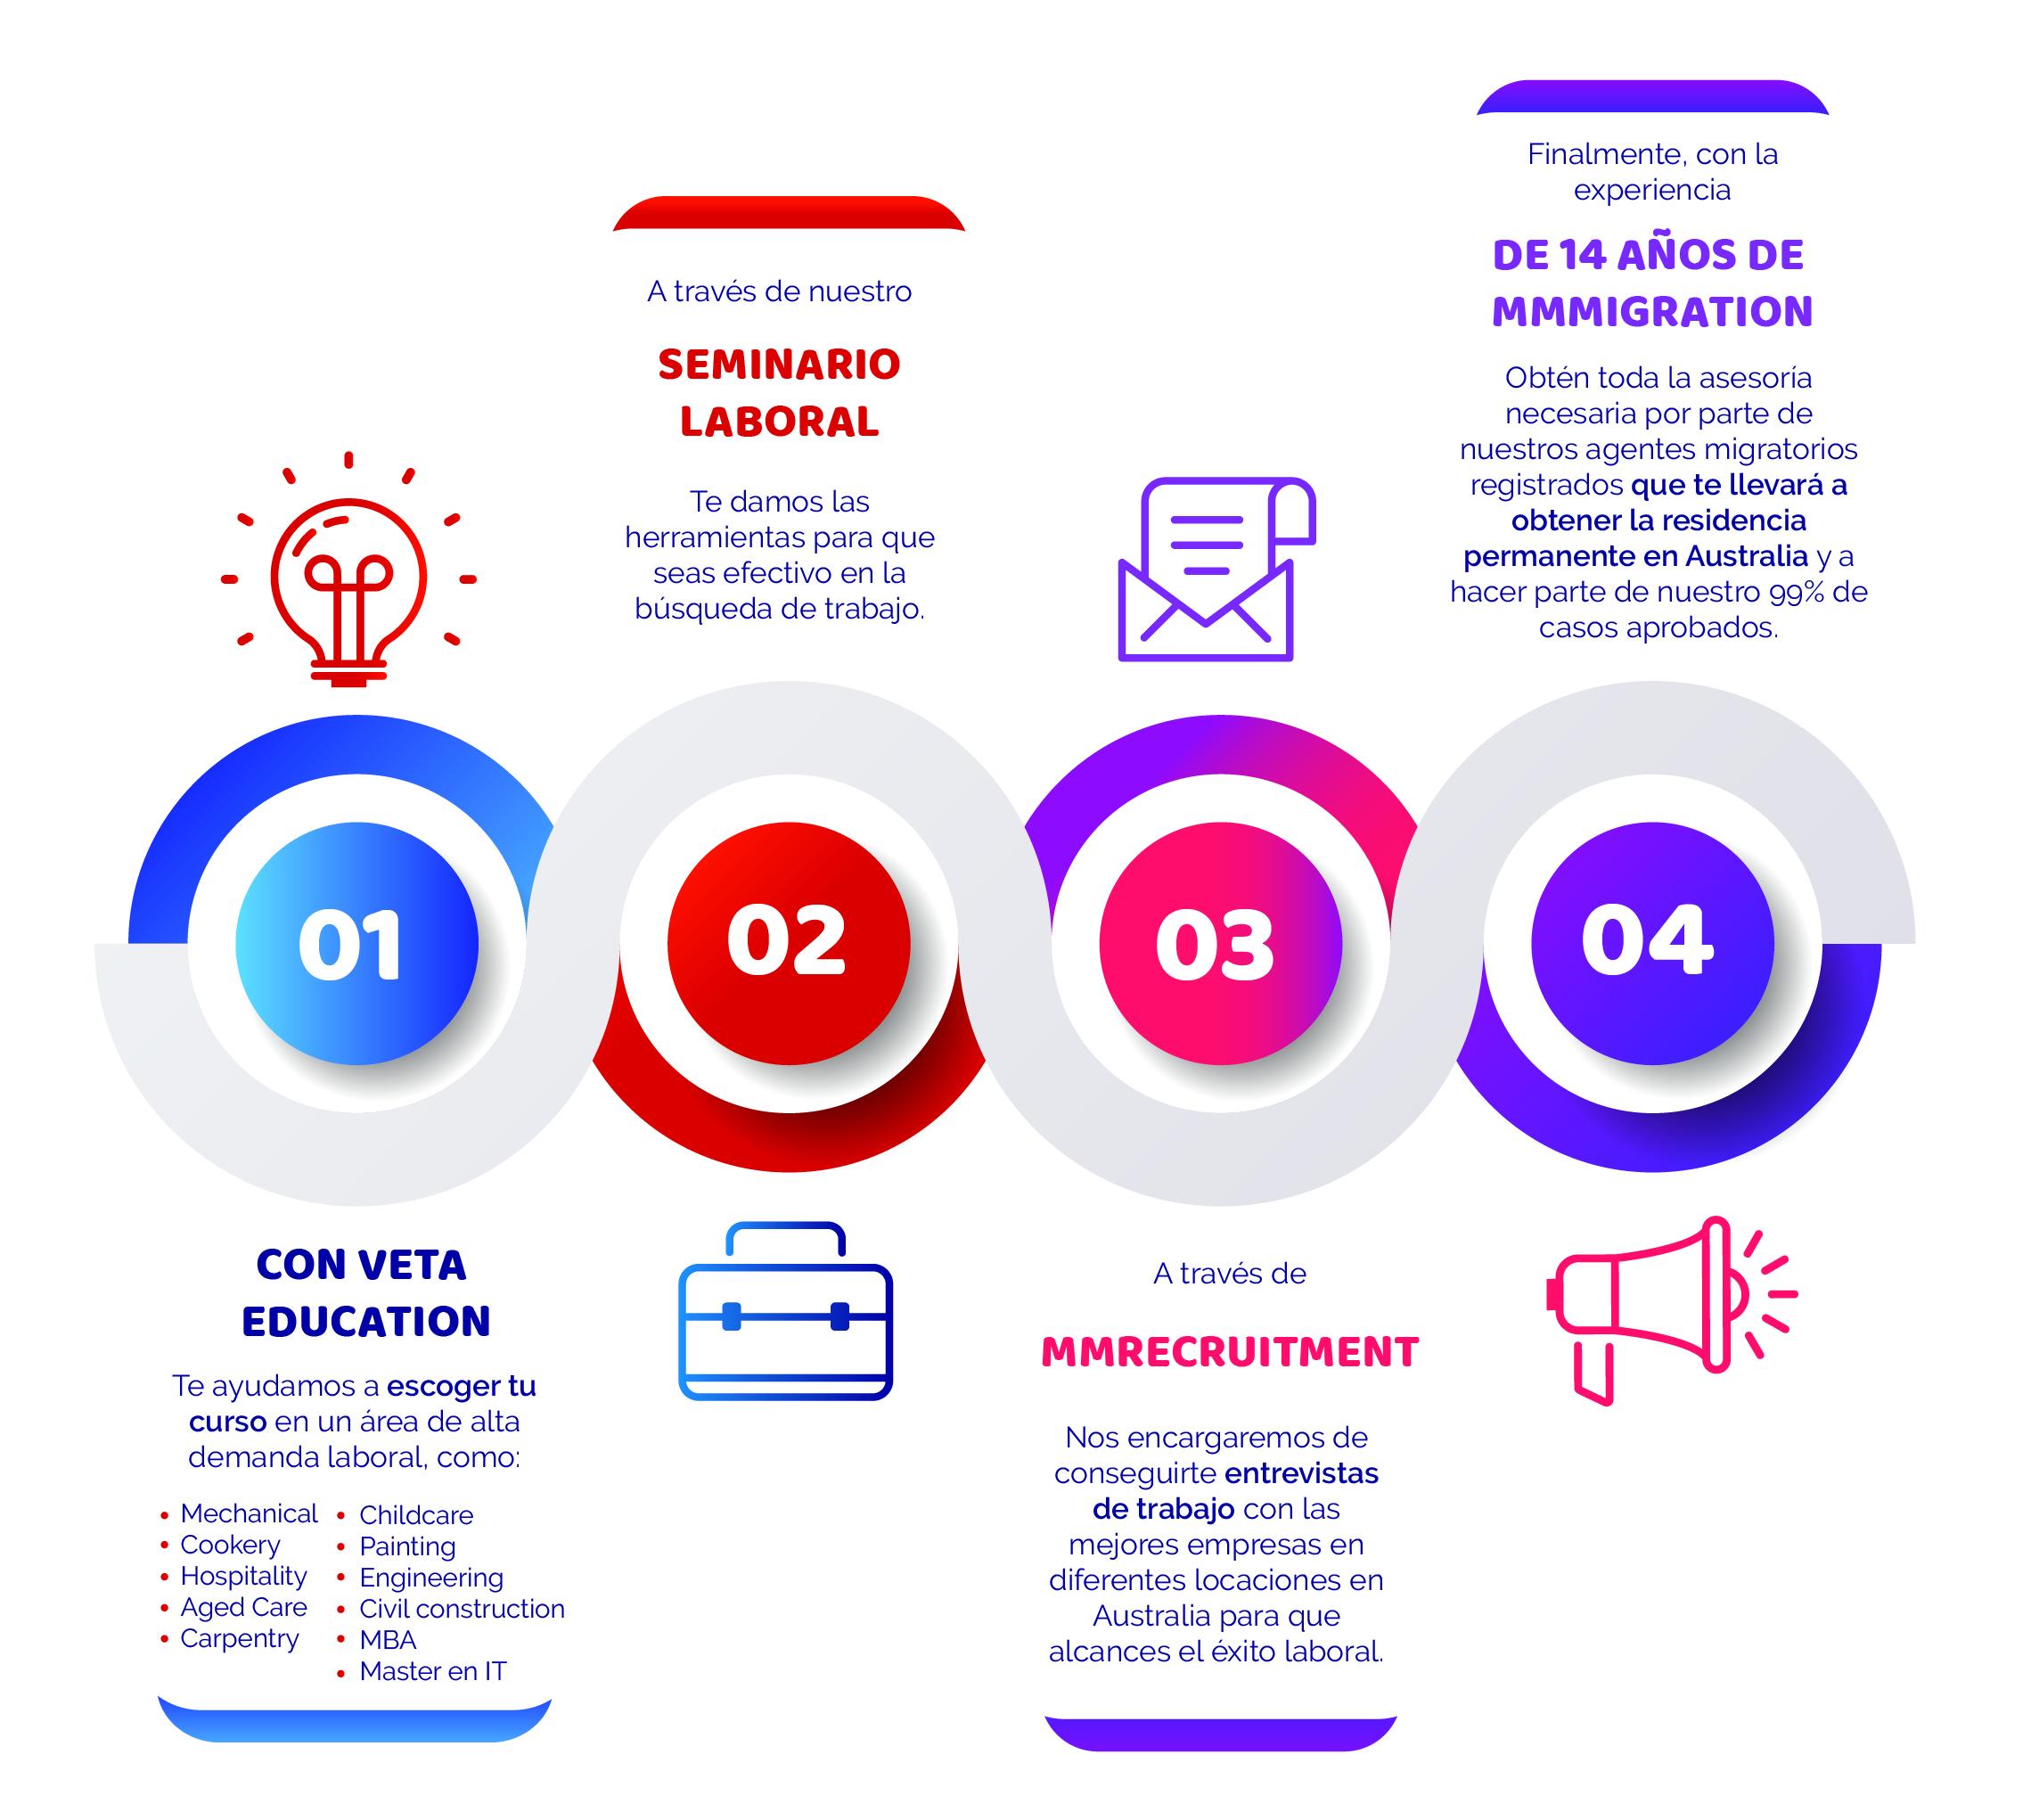 01
CON VETA
EDUCATION
Te ayudamos a escoger tu
curso en un área de alta
demanda laboral, como:
• Mechanical
• Cookery
• Hospitality
• Aged Care
• Carpentry
• Childcare
• Painting
• Engineering
• Civil construction
• MBA
• Master en IT
A través de nuestro
SEMINARIO
LABORAL
Te damos las
herramientas para que
seas efectivo en la
búsqueda de trabajo.
02
03
A través de
MMRECRUITMENT
Nos encargaremos de
conseguirte entrevistas
de trabajo con las
mejores empresas en
diferentes locaciones en
Australia para que
alcances el éxito laboral.
Finalmente, con la
experiencia
DE 14 AÑOS DE
MMMIGRATION
Obtén toda la asesoría
necesaria por parte de
nuestros agentes migratorios
registrados que te llevará a
obtener la residencia
permanente en Australia y a
hacer parte de nuestro 99% de
casos aprobados.
04